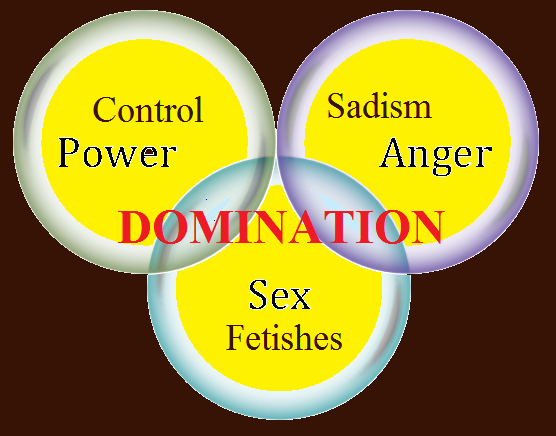 Control
Power
Sadism
Anger
DOMINATION
Sex
Fetishes